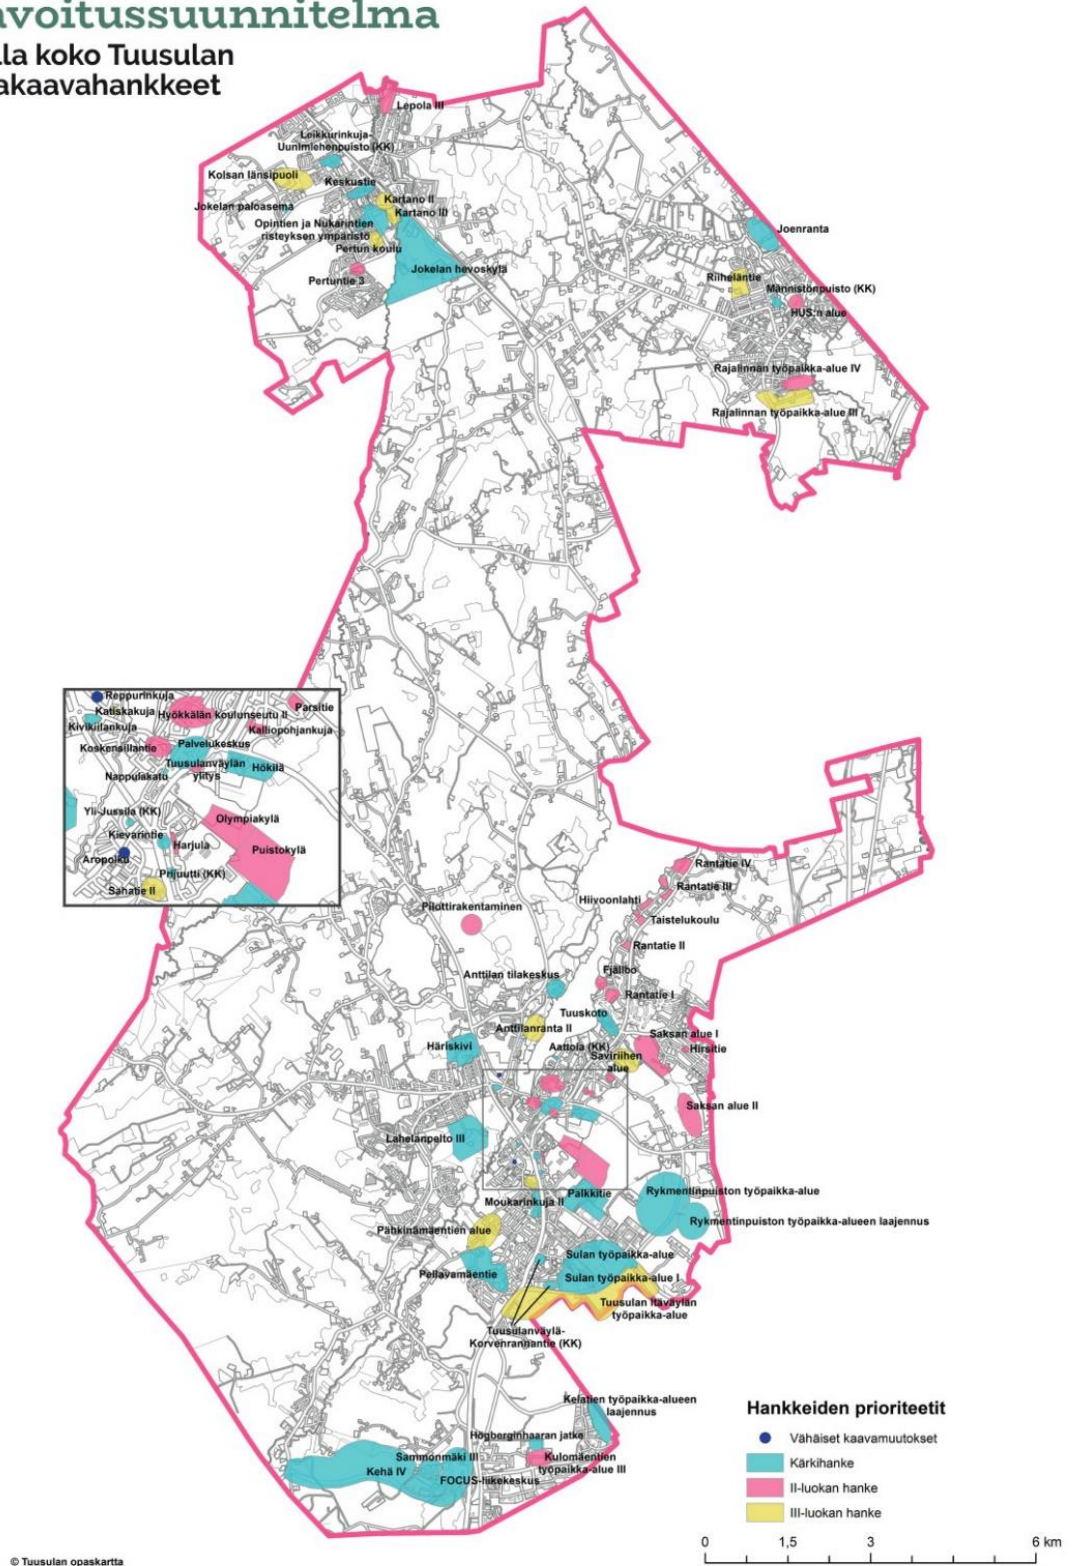 avoitussuunnitelma
lla koko Tuusulan
akaavahankkeet
Lepola III
Leikkurinkuja-
Uunimiehenpuisto (KK)
Kolsan länsipuoli
Keskustie
Jokelan paloasema
Kartano II
Kartano III
Opintien ja Nukarintien
risteyksen ympäristö
Pertun koulu
Jokelan hevoskylä
Pertuntie 3
Joenranta
Riihelantie
Männistönpuisto (KK)
HUS:n alue
Rajalinnan työpaikka-alue IV
Rajalinnan työpaikka-alue III
Reppurinkuja
Katiskakuja
Hyökkälän koulunseutu II
Parsitie
Kivikiilankuja
Kalliopohjankuja
Koskensillantie
Palvelukeskus
Tuusulanväylän
ylitys
Hökilä
Nappulakatu
Yli-Jussila (KK)
Olympiakylä
Kievarintie
Harjula
Puistokylä
Aropolku
Prijuutti (KK)
Sahatie II
Rantatie IV
Rantatie III
Hiivoonlahti
Taistelukoulu
Pilottirakentaminen
Rantatie II
Fjällbo
Anttilan tilakeskus
Rantatie I
Tuuskoto
Anttilanranta II
Saksan alue I
Häriskivi
Aattola (KK)
Hirsitie
Saviriihen
alue
Saksan alue II
Lahelanpelto III
Rykmentinpuiston työpaikka-alue
Palkkitie
Moukarinkuja II
Rykmentinpuiston työpaikka-alueen laajennus
Pähkinämäentien alue
Sulan työpaikka-alue
Pellavamäentie
Sulan työpaikka-alue I
Tuusulan Itäväylän
työpaikka-alue
Tuusulanväylä-
Korvenrannantie (KK)
Kelatien työpaikka-alueen
laajennus
Högberginhaaran jatke
Sammonmäki III
Kulomäentien
työpaikka-alue III
Kehä IV
FOCUS-liikekeskus
Hankkeiden prioriteetit
Vähäiset kaavamuutokset
Kärkihanke
II-luokan hanke
III-luokan hanke
0 1,5 3 6 km
© Tuusulan opaskartta